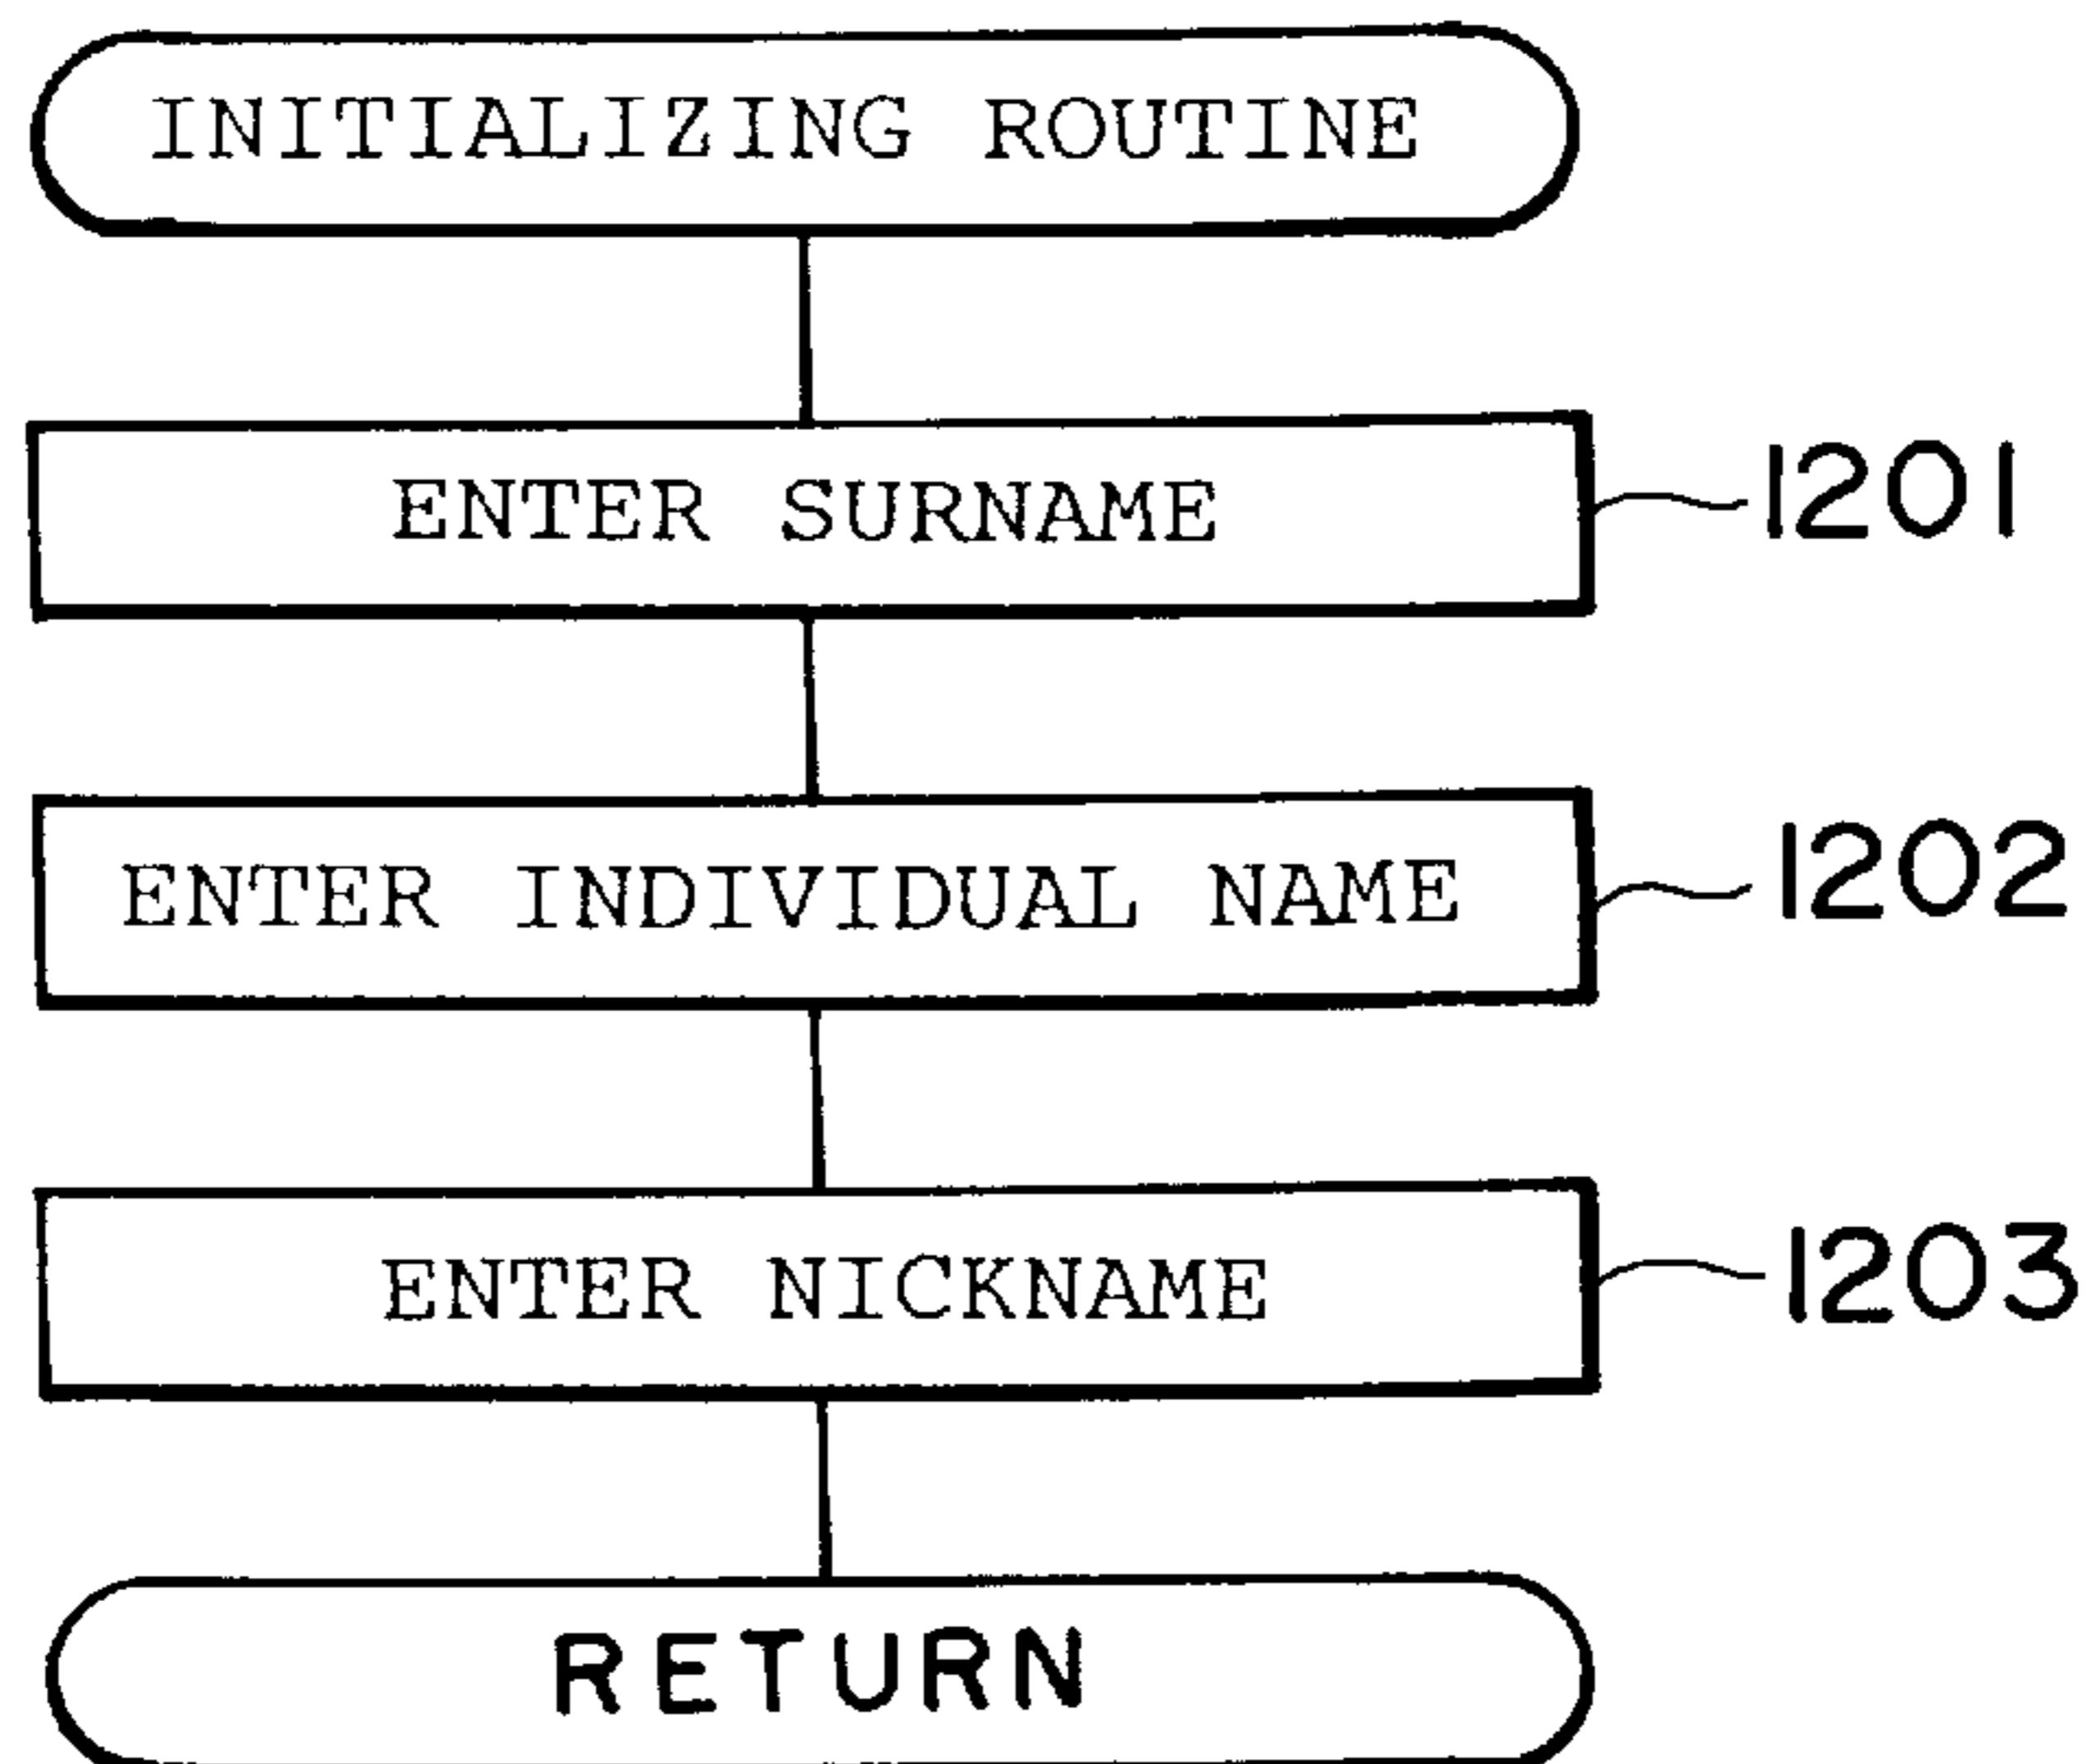 INITIALIZING ROUTINE
ENTER SURNAME
1201
ENTER INDIVIDUAL NAME
1202
ENTER NICKNAME
1203
RETURN